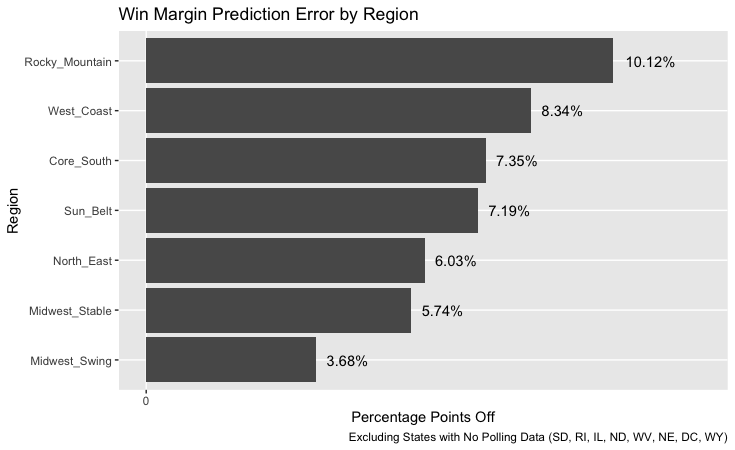 Win Margin Prediction Error by Region
Region
Rocky_Mountain
10.12%
West_Coast
8.34%
Core_South
7.35%
Sun_Belt
7.19%
North_East
6.03%
Midwest_Stable
5.74%
Midwest_Swing
3.68%
0
Percentage Points Off
Excluding States with No Polling Data (SD, RI, IL, ND, WV, NE, DC, WY)